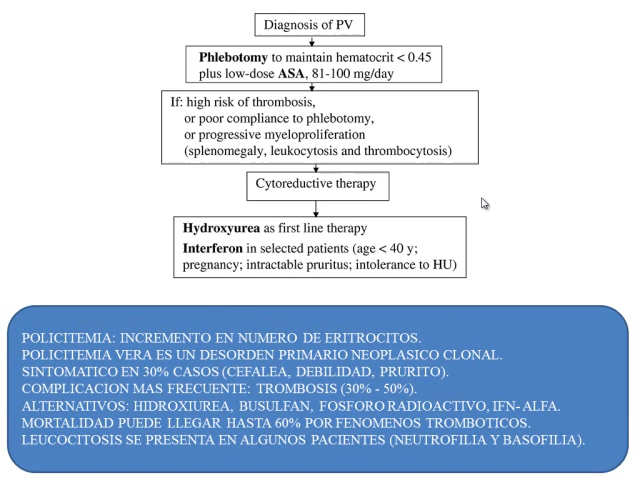 Diagnosis of PV
Phlebotomy to maintain hematocrit < 0.45
plus low-dose ASA, 81-100 mg/day
If: high risk of thrombosis,
or poor compliance to phlebotomy,
or progressive myeloproliferation
(splenomegaly, leukocytosis and thrombocytosis)
Cytoreductive therapy
Hydroxyurea as first line therapy
Interferon in selected patients (age < 40 y;
pregnancy; intractable pruritus; intolerance to HU)
POLICITEMIA: INCREMENTO EN NUMERO DE ERITROCITOS.
POLICITEMIA VERA ES UN DESORDEN PRIMARIO NEOPLASICO CLONAL.
SINTOMATICO EN 30% CASOS (CEFALEA, DEBILIDAD, PRURITO).
COMPLICACION MAS FRECUENTE: TROMBOSIS (30% - 50%).
ALTERNATIVOS: HIDROXIUREA, BUSULFAN, FOSFORO RADIOACTIVO, IFN- ALFA.
MORTALIDAD PUEDE LLEGAR HASTA 60% POR FENOMENOS TROMBOTICOS.
LEUCOCITOSIS SE PRESENTA EN ALGUNOS PACIENTES (NEUTROFILIA Y BASOFILIA).